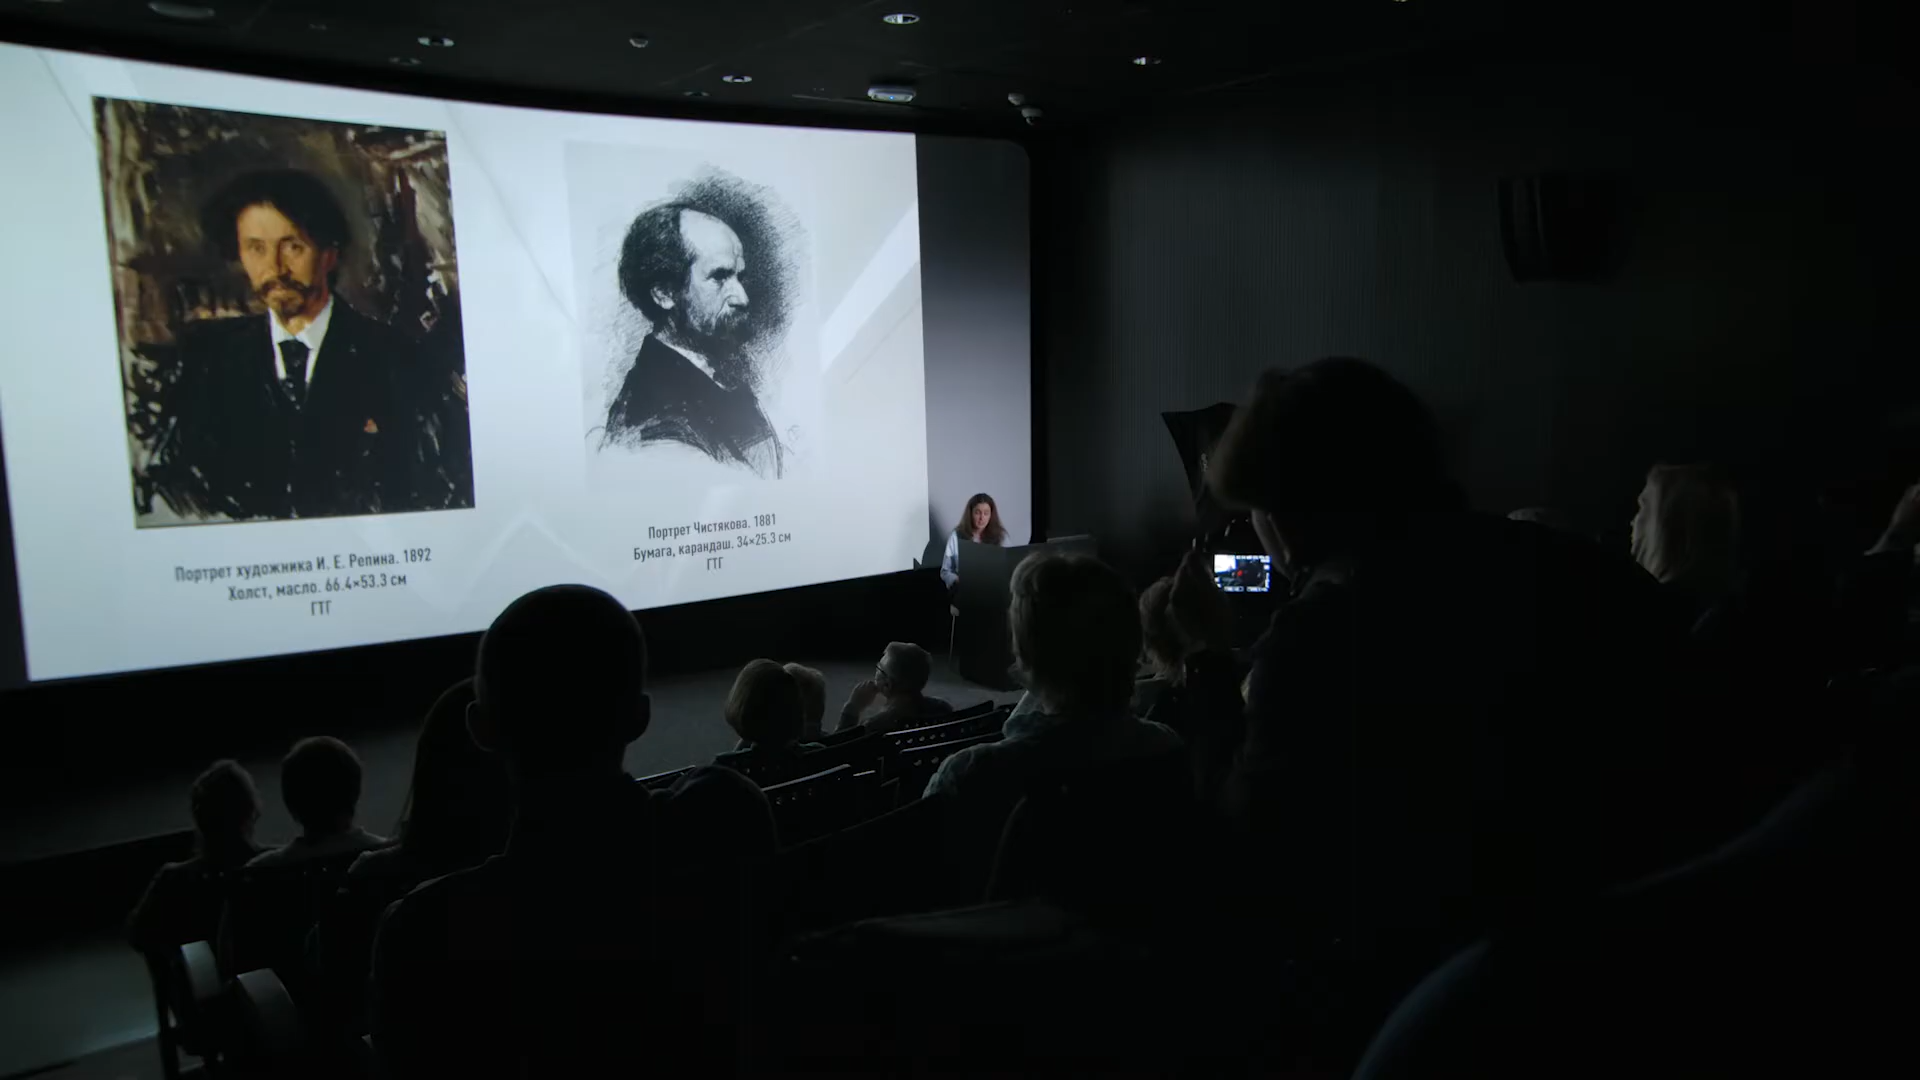 Портрет художника И. Е. Репина. 1892
Холст, масло. 66.4×53.3 см
ГТГ
Портрет Чистякова. 1881
Бумага, карандаш. 34×25.3 см
ГТГ